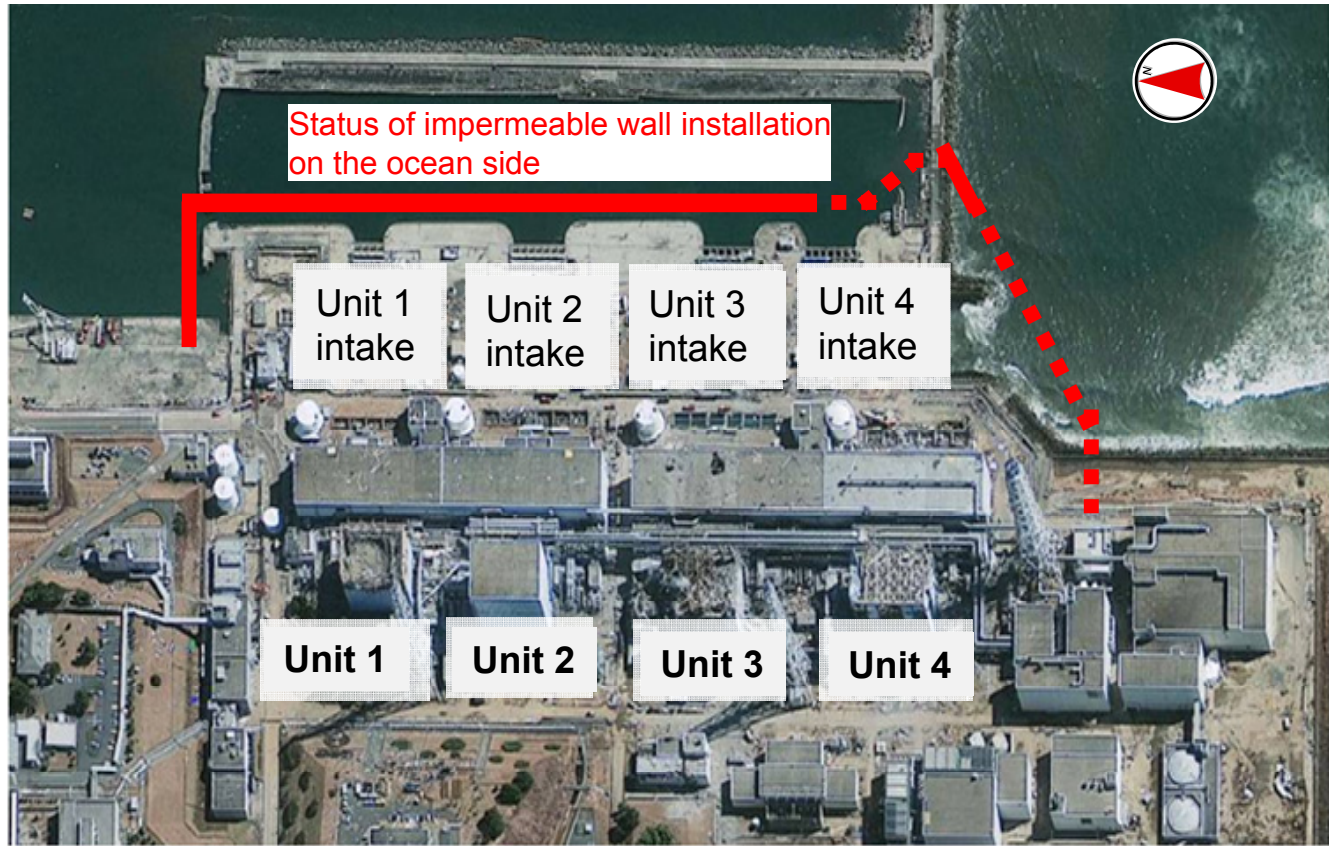 N
Status of impermeable wall installation
on the ocean side
Unit 1
intake
Unit 2
intake
Unit 3
intake
Unit 4
intake
Unit 1
Unit 2
Unit 3
Unit 4